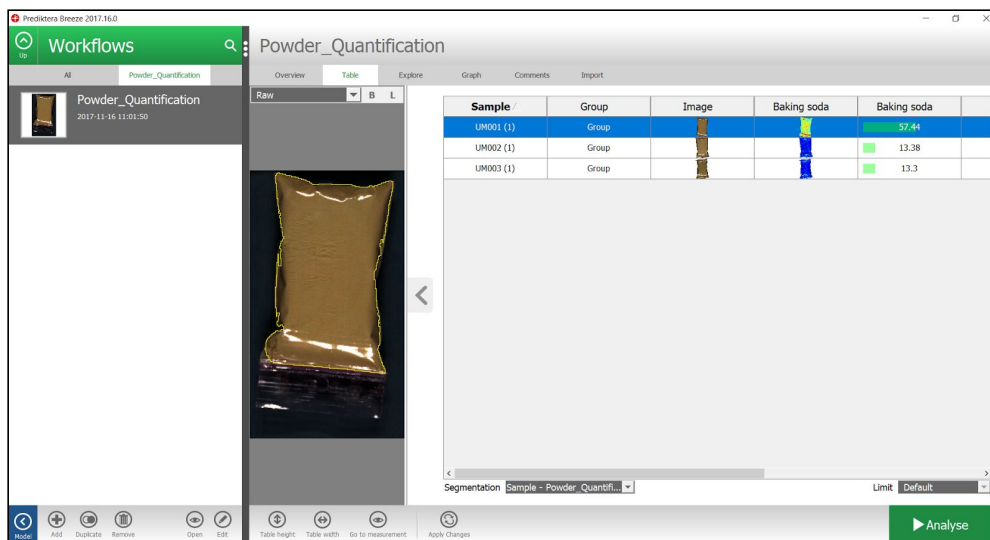 Prediktera Breeze 2017.16.0
Up
Workflows
Powder_Quantification
All
Powder_Quantification
Overview
Table
Explore
Graph
Comments
Import
Powder_Quantification
2017-11-16 11:01:50
Raw
B
L
Sample
Group
Image
Baking soda
Baking soda
UM001 (1)
Group
57.44
UM002 (1)
Group
13.38
UM003 (1)
Group
13.3
Segmentation
Sample - Powder_Quantifi...
Limit
Default
Model
Add
Duplicate
Remove
Open
Edit
Table height
Table width
Go to measurement
Apply Changes
Analyse